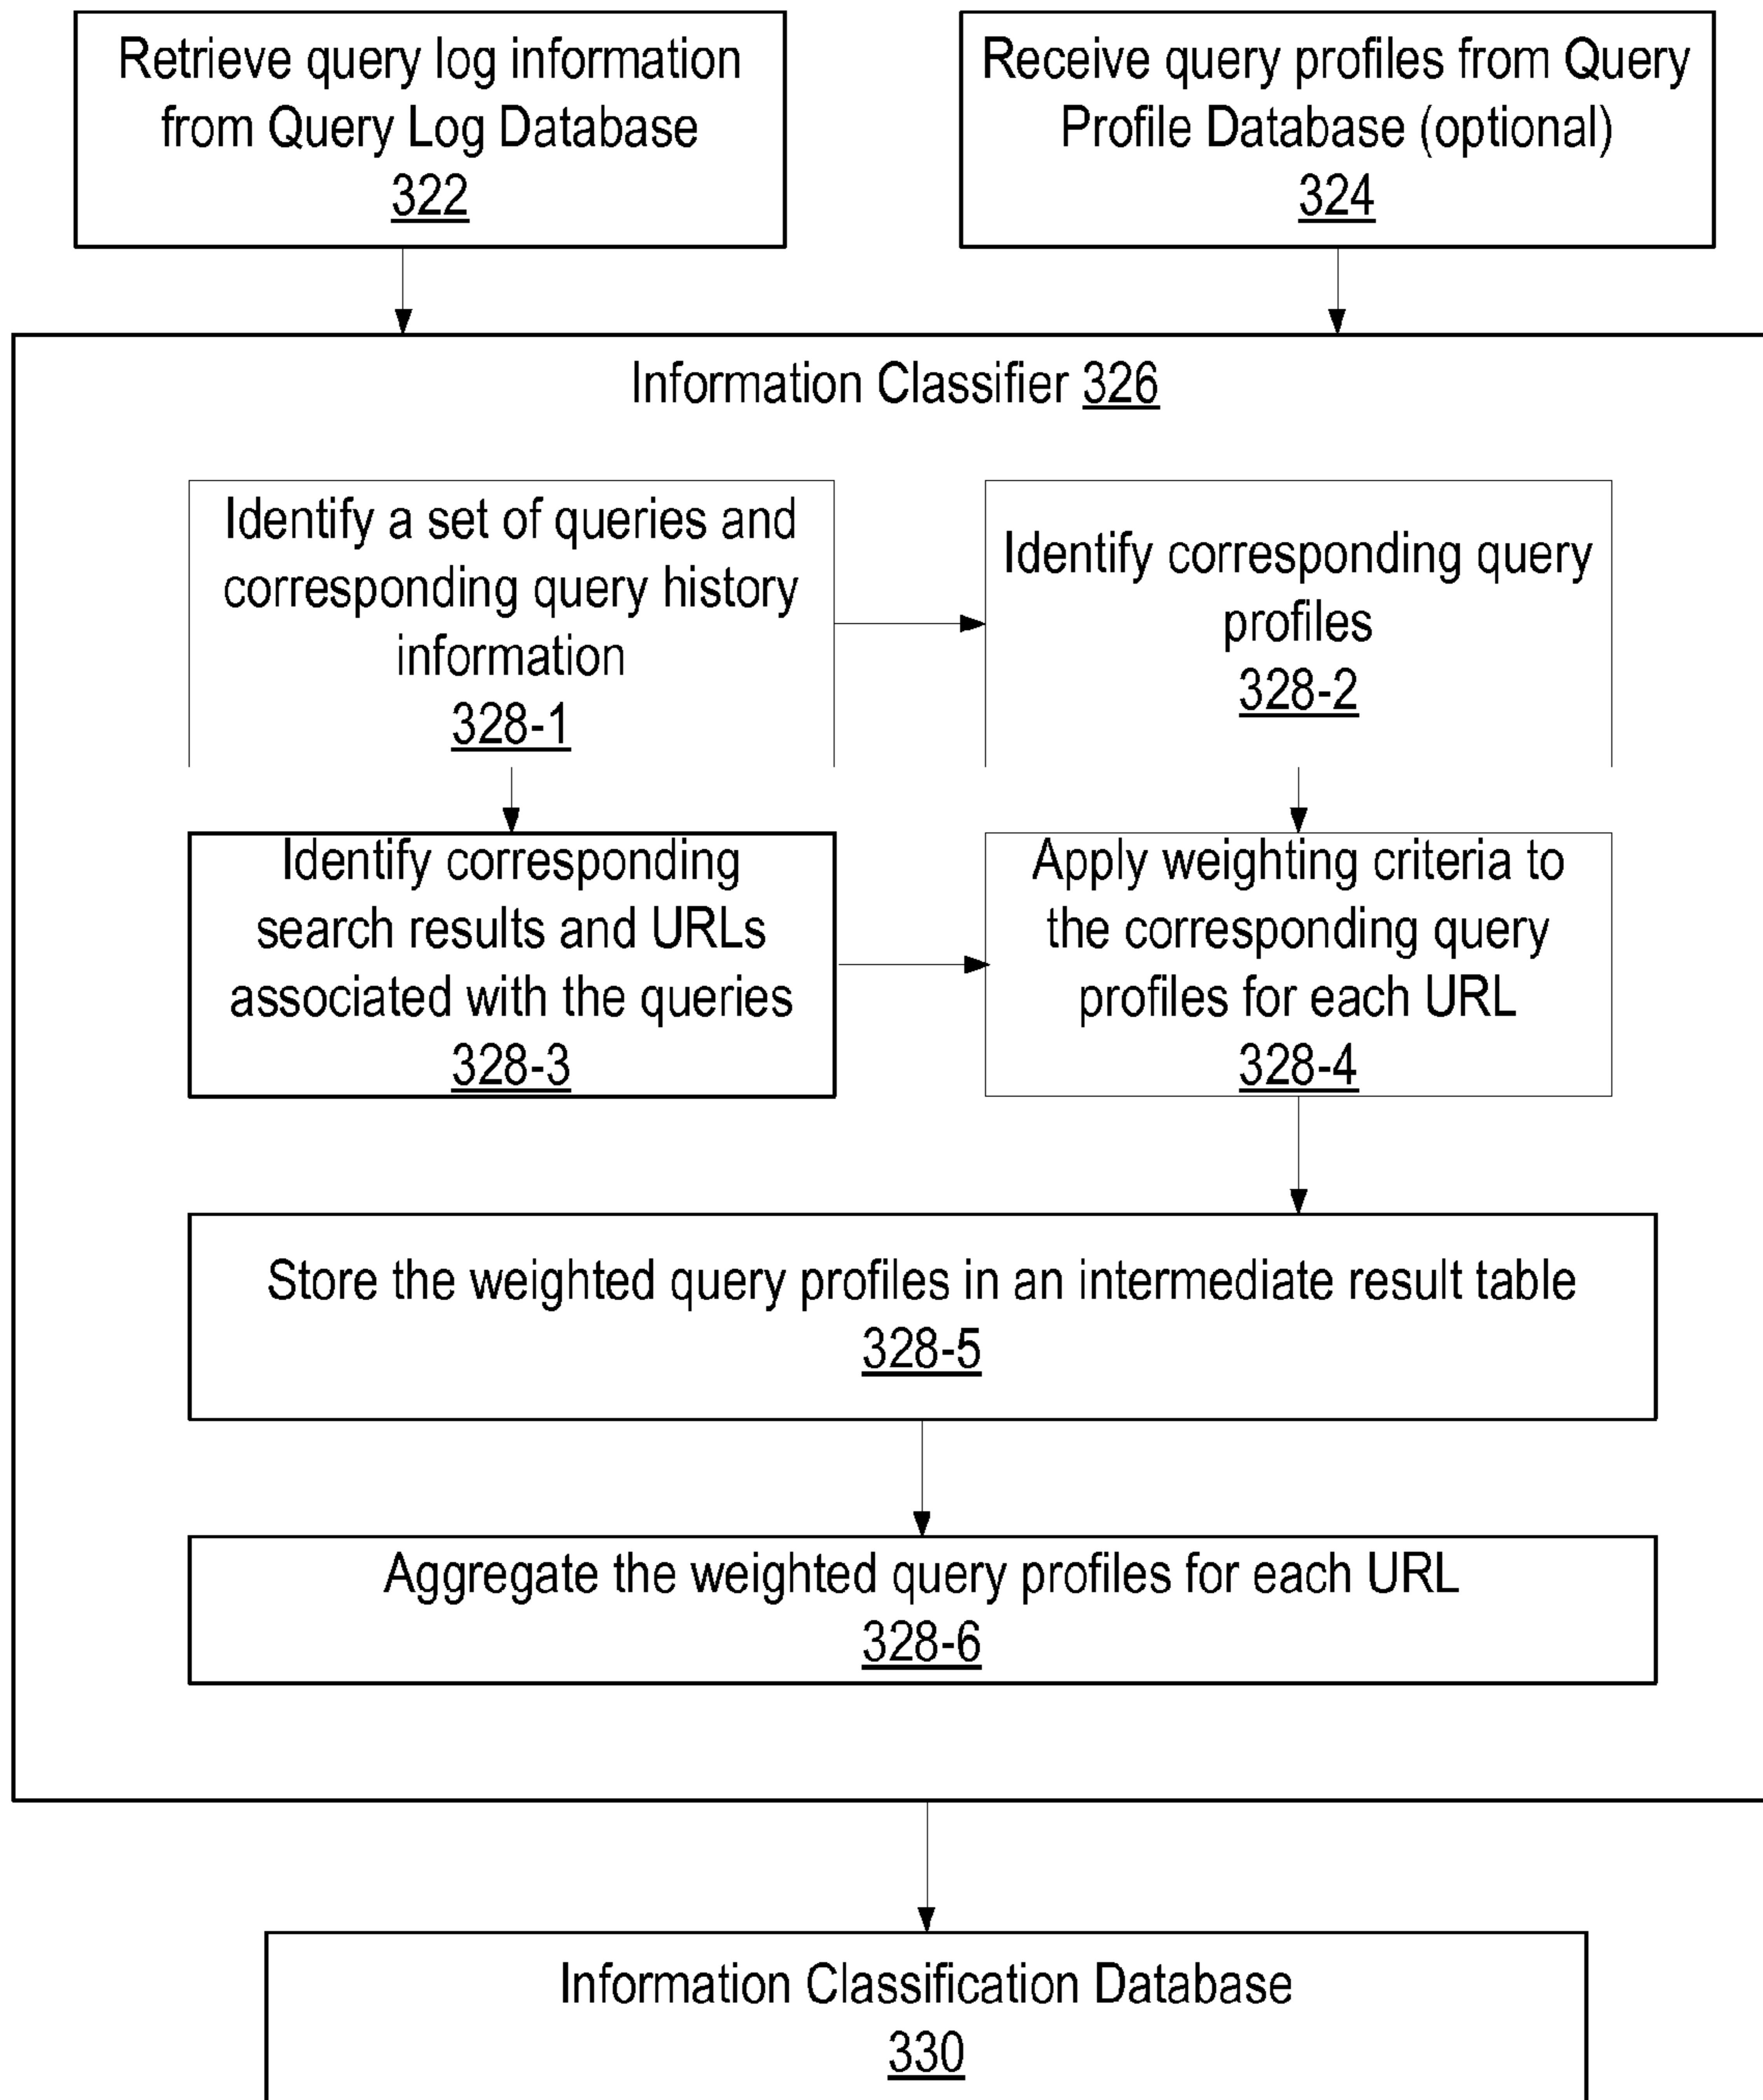 Retrieve query log information
from Query Log Database
322
Receive query profiles from Query
Profile Database (optional)
324
Information Classifier 326
Identify a set of queries and
corresponding query history
information
328-1
Identify corresponding query
profiles
328-2
Identify corresponding
search results and URLs
associated with the queries
328-3
Apply weighting criteria to
the corresponding query
profiles for each URL
328-4
Store the weighted query profiles in an intermediate result table
328-5
Aggregate the weighted query profiles for each URL
328-6
Information Classification Database
330